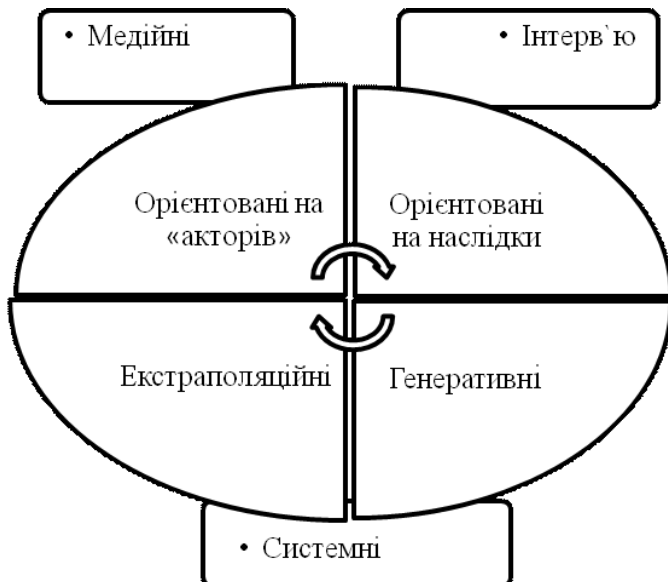 • Медійні
• Інтерв`ю
Орієнтовані на
«акторів»
Орієнтовані
на наслідки
Екстраполяційні
Генеративні
• Системні